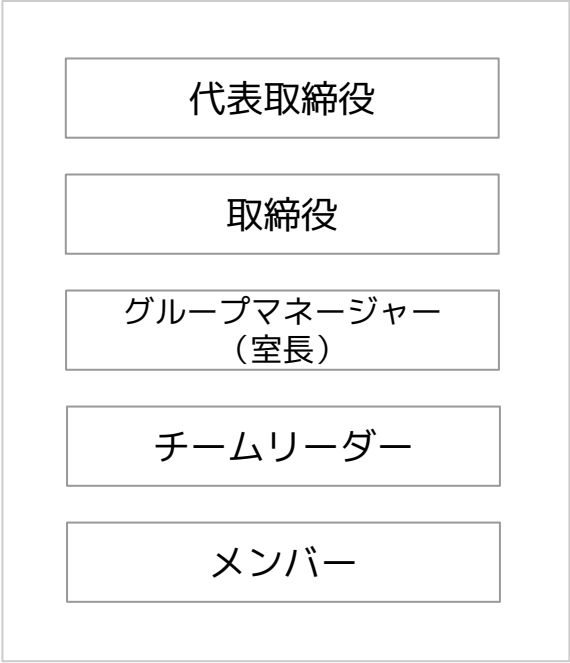 代表取締役
取締役
グループマネージャー
（室長）
チームリーダー
メンバー